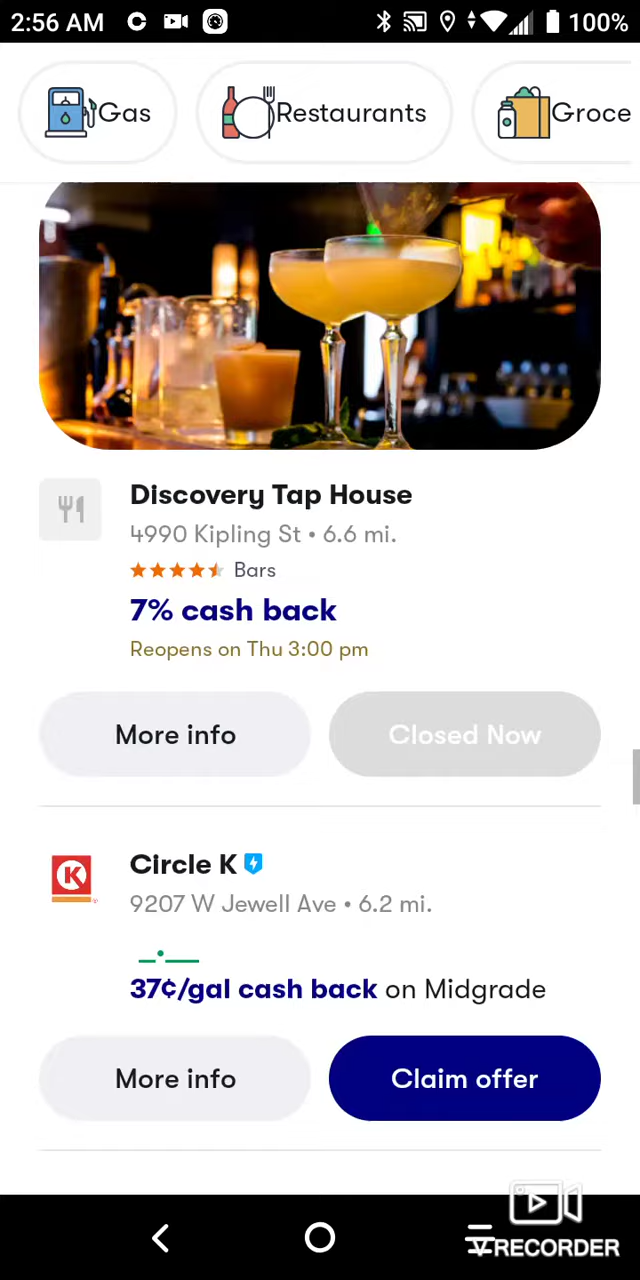 2:56 AM 100%
Gas Restaurants Groce
Discovery Tap House
4990 Kipling St • 6.6 mi.
Bars
7% cash back
Reopens on Thu 3:00 pm
More info Closed Now
K
Circle K
9207 W Jewell Ave • 6.2 mi.
37¢/gal cash back on Midgrade
More info Claim offer
VRECORDER